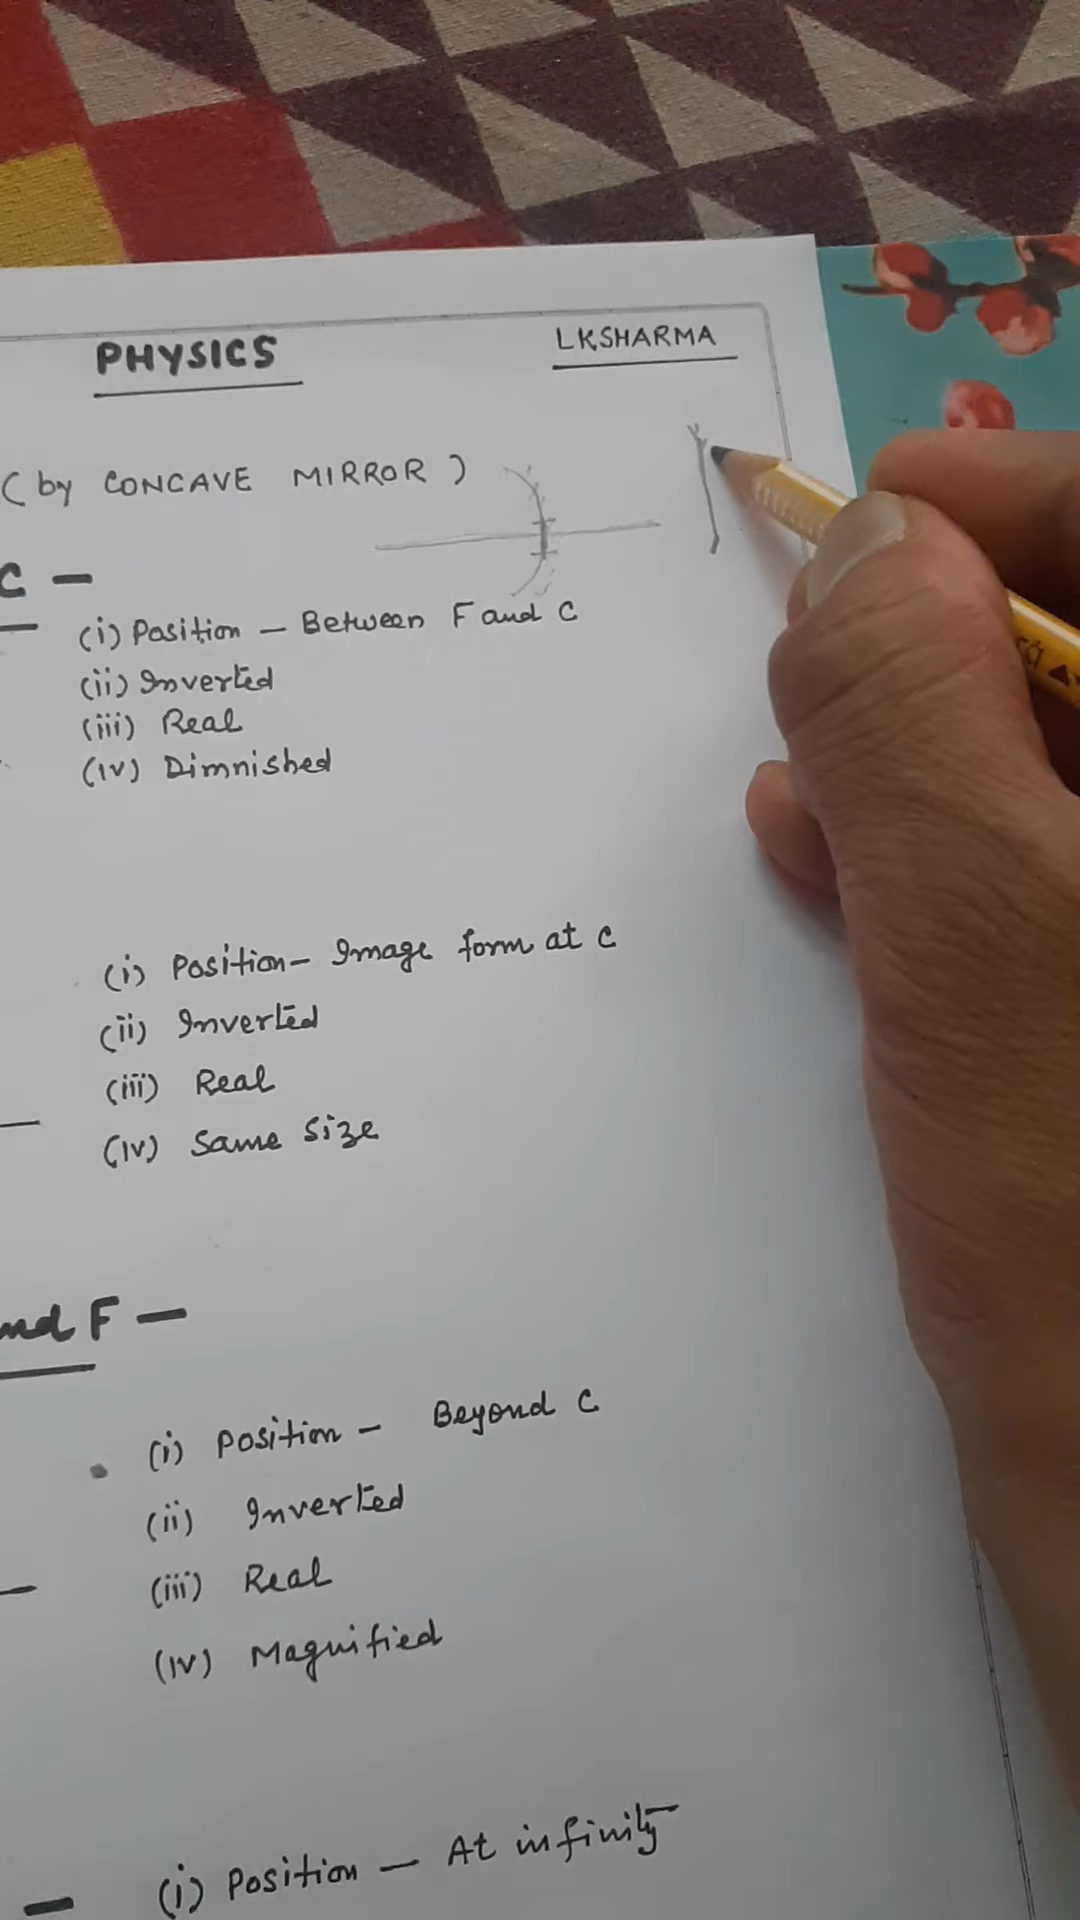 PHYSICS
LKSHARMA
(by CONCAVE MIRROR)
C —
(i) Position — Between F and C
(ii) Inverted
(iii) Real
(iv) Dimnished
(i) Position — Image form at C
(ii) Inverted
(iii) Real
(iv) Same Size
nd F —
(i) Position — Beyond C
(ii) Inverted
(iii) Real
(iv) Magnified
(i) Position — At infinity